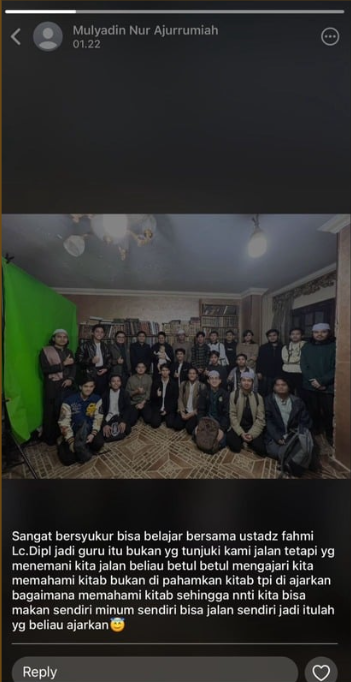 Mulyadin Nur Ajurrumiah
01.22
Sangat bersyukur bisa belajar bersama ustadz fahmi
Lc.Dipl jadi guru itu bukan yg tunjuki kami jalan tetapi yg
menemani kita jalan beliau betul betul mengajari kita
memahami kitab bukan di pahamkan kitab tpi di ajarkan
bagaimana memahami kitab sehingga nnti kita bisa
makan sendiri minum sendiri bisa jalan sendiri jadi itulah
yg beliau ajarkan😇
Reply